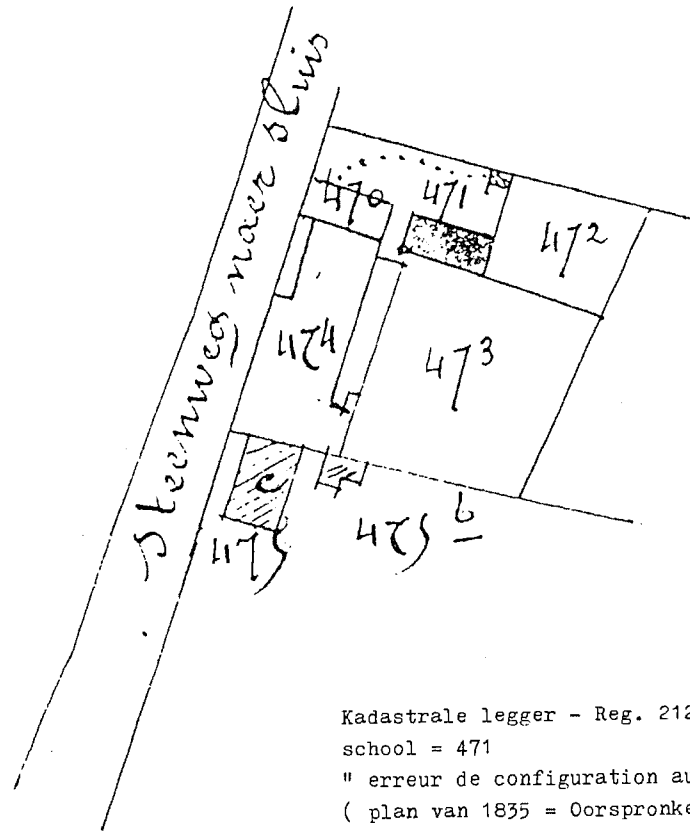 Steenweg naer Sluis
470
471
472
474
473
c
475
475 b
Kadastrale legger - Reg. 212
school = 471
" erreur de configuration au
( plan van 1835 = Oorspronke